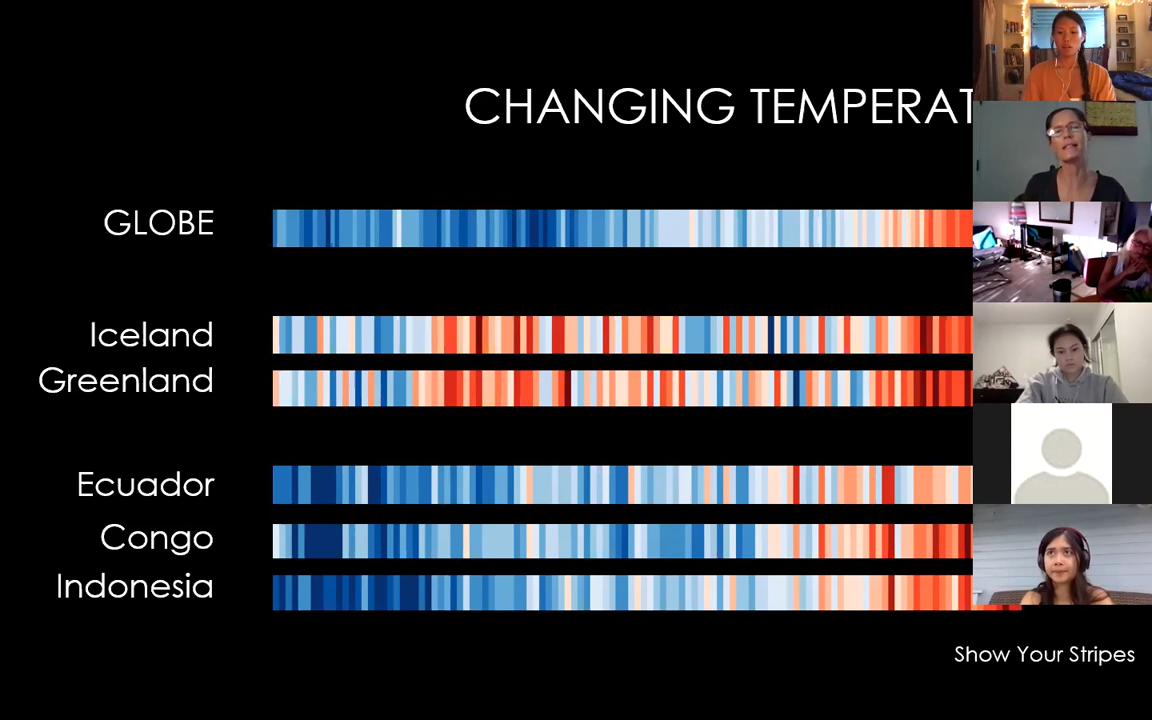 CHANGING TEMPERAT
GLOBE
Iceland
Greenland
Ecuador
Congo
Indonesia
Show Your Stripes